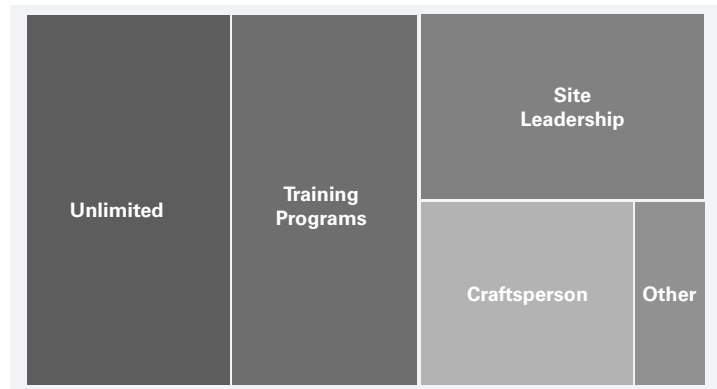 Unlimited
Training
Programs
Site
Leadership
Craftsperson
Other